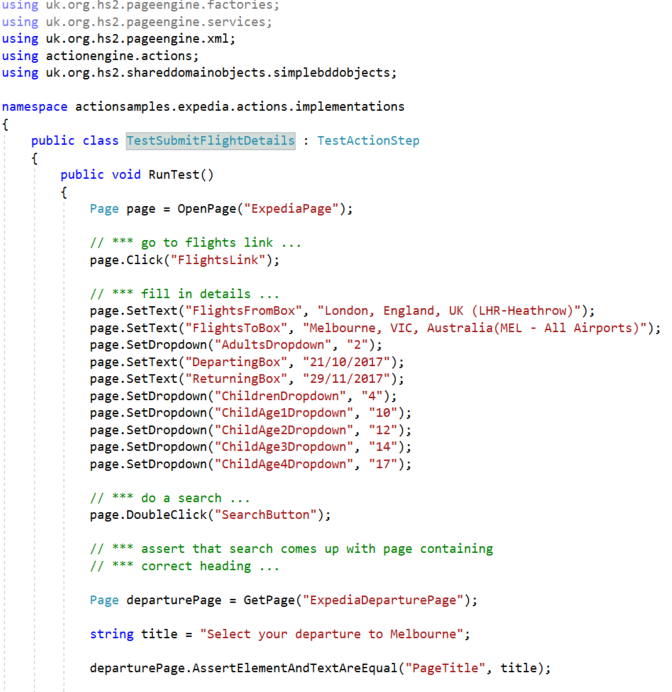 using uk.org.hs2.pageengine.factories;
using uk.org.hs2.pageengine.services;
using uk.org.hs2.pageengine.xml;
using actionengine.actions;
using uk.org.hs2.shareddomainobjects.simplebddobjects;
namespace actionsamples.expedia.actions.implementations
{
public class TestSubmitFlightDetails : TestActionStep
{
public void RunTest()
{
Page page = OpenPage("ExpediaPage");
// *** go to flights link ...
page.Click("FlightsLink");
// *** fill in details ...
page.SetText("FlightsFromBox", "London, England, UK (LHR-Heathrow)");
page.SetText("FlightsToBox", "Melbourne, VIC, Australia(MEL - All Airports)");
page.SetDropdown("AdultsDropdown", "2");
page.SetText("DepartingBox", "21/10/2017");
page.SetText("ReturningBox", "29/11/2017");
page.SetDropdown("ChildrenDropdown", "4");
page.SetDropdown("ChildAge1Dropdown", "10");
page.SetDropdown("ChildAge2Dropdown", "12");
page.SetDropdown("ChildAge3Dropdown", "14");
page.SetDropdown("ChildAge4Dropdown", "17");
// *** do a search ...
page.DoubleClick("SearchButton");
// *** assert that search comes up with page containing
// *** correct heading ...
Page departurePage = GetPage("ExpediaDeparturePage");
string title = "Select your departure to Melbourne";
departurePage.AssertElementAndTextAreEqual("PageTitle", title);